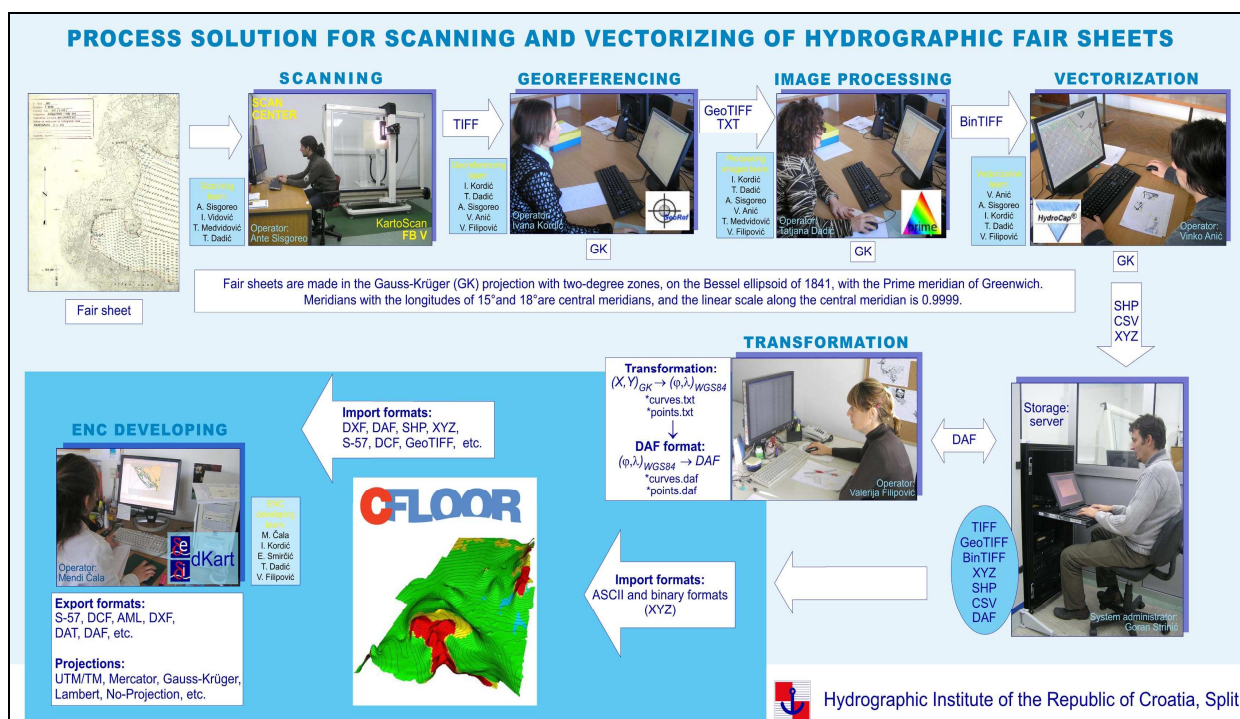 PROCESS SOLUTION FOR SCANNING AND VECTORIZING OF HYDROGRAPHIC FAIR SHEETS
Fair sheet
SCANNING
SCAN
CENTER
A. Sisgoreo
I. Vidović
T. Medvidović
T. Dadić
Operator:
Ante Sisgoreo
KartoScan
FB V
TIFF
GEOREFERENCING
I. Kordić
T. Dadić
A. Sisgoreo
V. Anić
V. Filipović
Operator:
Ivana Kordić
GeoRef
GK
GeoTIFF
TXT
IMAGE PROCESSING
I. Kordić
A. Sisgoreo
V. Anić
T. Medvidović
V. Filipović
Operator:
Tatjana Dadić
prime
GK
BinTIFF
VECTORIZATION
V. Anić
A. Sisgoreo
I. Kordić
T. Dadić
V. Filipović
HydroCap®
Operator:
Vinko Anić
GK
Fair sheets are made in the Gauss-Krüger (GK) projection with two-degree zones, on the Bessel ellipsoid of 1841, with the Prime meridian of Greenwich.
Meridians with the longitudes of 15°and 18°are central meridians, and the linear scale along the central meridian is 0.9999.
SHP
CSV
XYZ
Storage:
server
TIFF
GeoTIFF
BinTIFF
XYZ
SHP
CSV
DAF
System administrator:
Goran Strinić
DAF
TRANSFORMATION
Transformation:
(X,Y)GK → (φ,λ)WGS84
*curves.txt
*points.txt
↓
DAF format:
(φ,λ)WGS84 → DAF
*curves.daf
*points.daf
Operator:
Valerija Filipović
Import formats:
DXF, DAF, SHP, XYZ,
S-57, DCF, GeoTIFF, etc.
CFLOOR
Import formats:
ASCII and binary formats
(XYZ)
ENC DEVELOPING
M. Čala
I. Kordić
E. Smirčić
T. Dadić
V. Filipović
Operator:
Mendi Čala
dKart
Export formats:
S-57, DCF, AML, DXF,
DAT, DAF, etc.
Projections:
UTM/TM, Mercator, Gauss-Krüger,
Lambert, No-Projection, etc.
Hydrographic Institute of the Republic of Croatia, Split